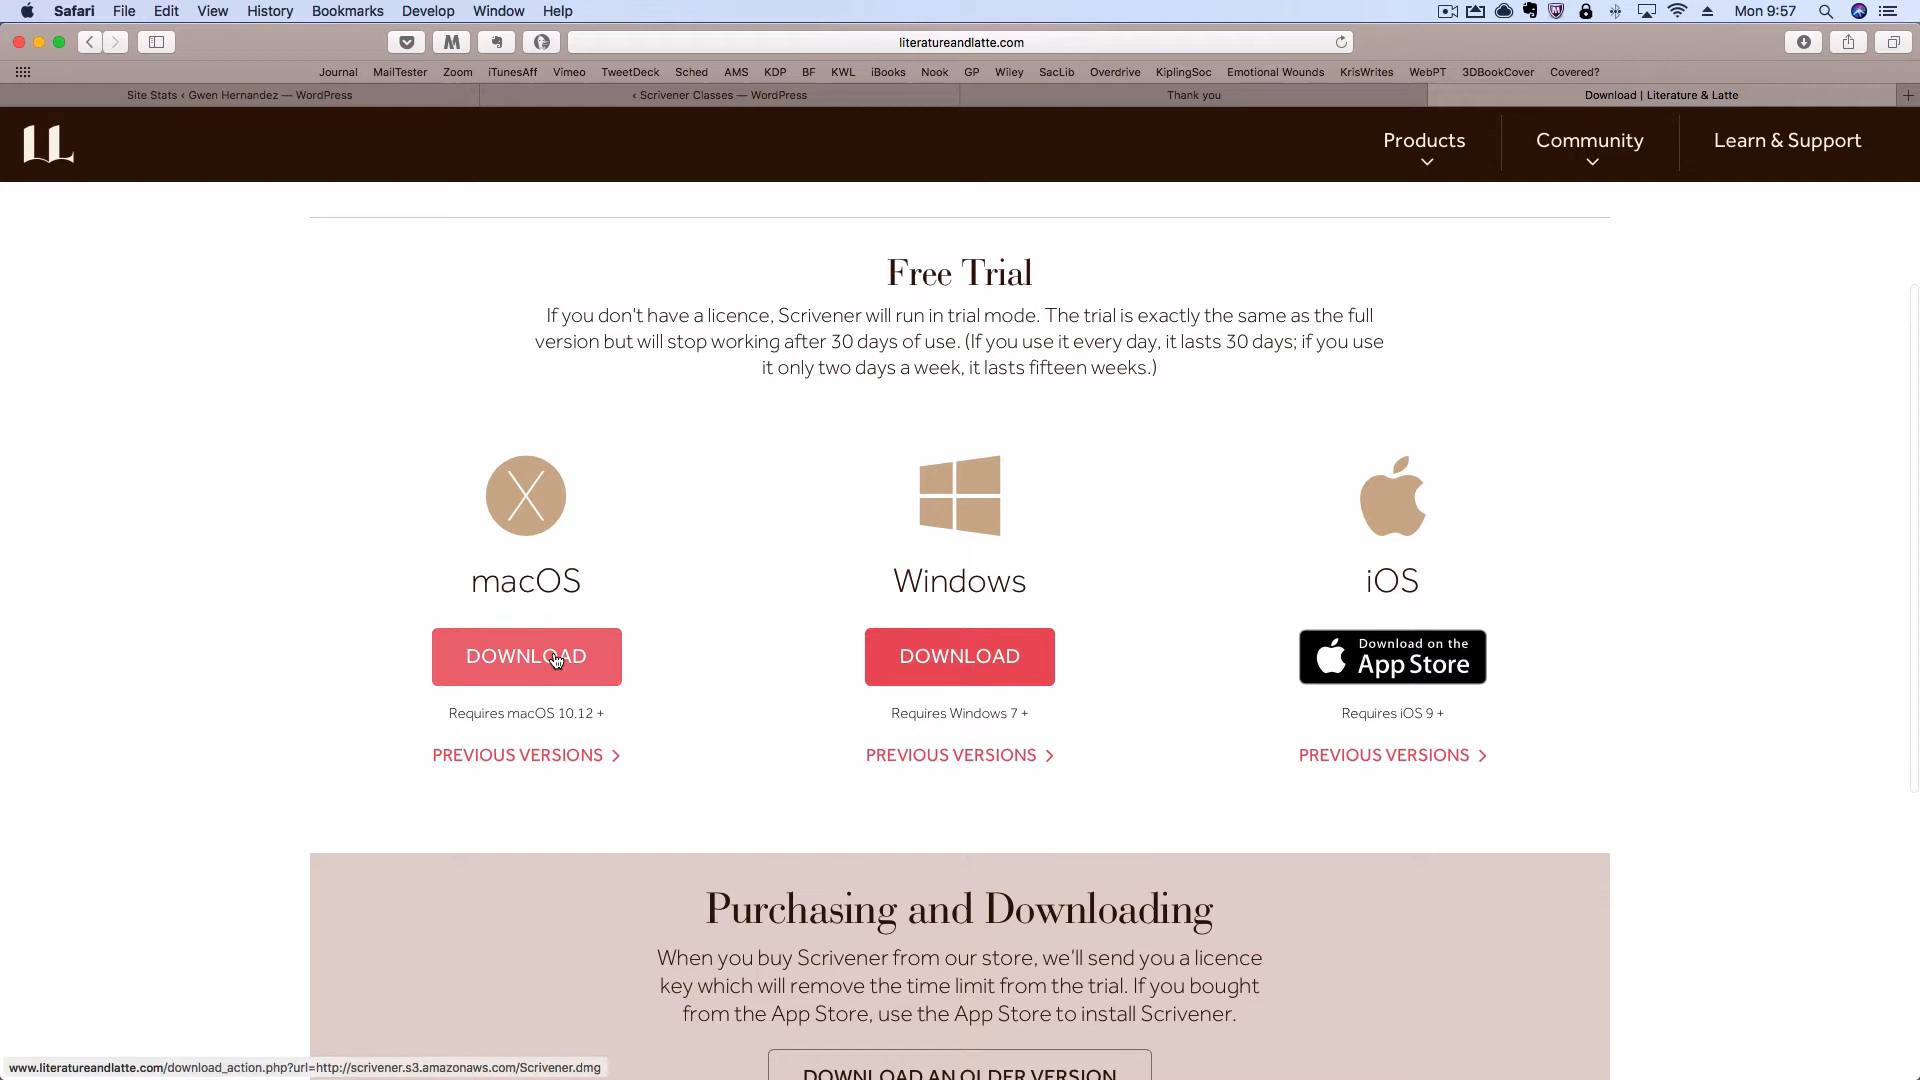 Safari File Edit View History Bookmarks Develop Window Help Mon 9:57
literatureandlatte.com
Journal MailTester Zoom iTunesAff Vimeo TweetDeck Sched AMS KDP BF KWL iBooks Nook GP Wiley SacLib Overdrive KiplingSoc Emotional Wounds KrisWrites WebPT 3DBookCover Covered?
Site Stats ‹ Gwen Hernandez — WordPress ‹ Scrivener Classes — WordPress Thank you Download | Literature & Latte
LL Products Community Learn & Support
Free Trial
If you don't have a licence, Scrivener will run in trial mode. The trial is exactly the same as the full
version but will stop working after 30 days of use. (If you use it every day, it lasts 30 days; if you use
it only two days a week, it lasts fifteen weeks.)
macOS Windows iOS
DOWNLOAD DOWNLOAD Download on the
App Store
Requires macOS 10.12 + Requires Windows 7 + Requires iOS 9 +
PREVIOUS VERSIONS > PREVIOUS VERSIONS > PREVIOUS VERSIONS >
Purchasing and Downloading
When you buy Scrivener from our store, we'll send you a licence
key which will remove the time limit from the trial. If you bought
from the App Store, use the App Store to install Scrivener.
DOWNLOAD AN OLDER VERSION
www.literatureandlatte.com/download_action.php?url=http://scrivener.s3.amazonaws.com/Scrivener.dmg